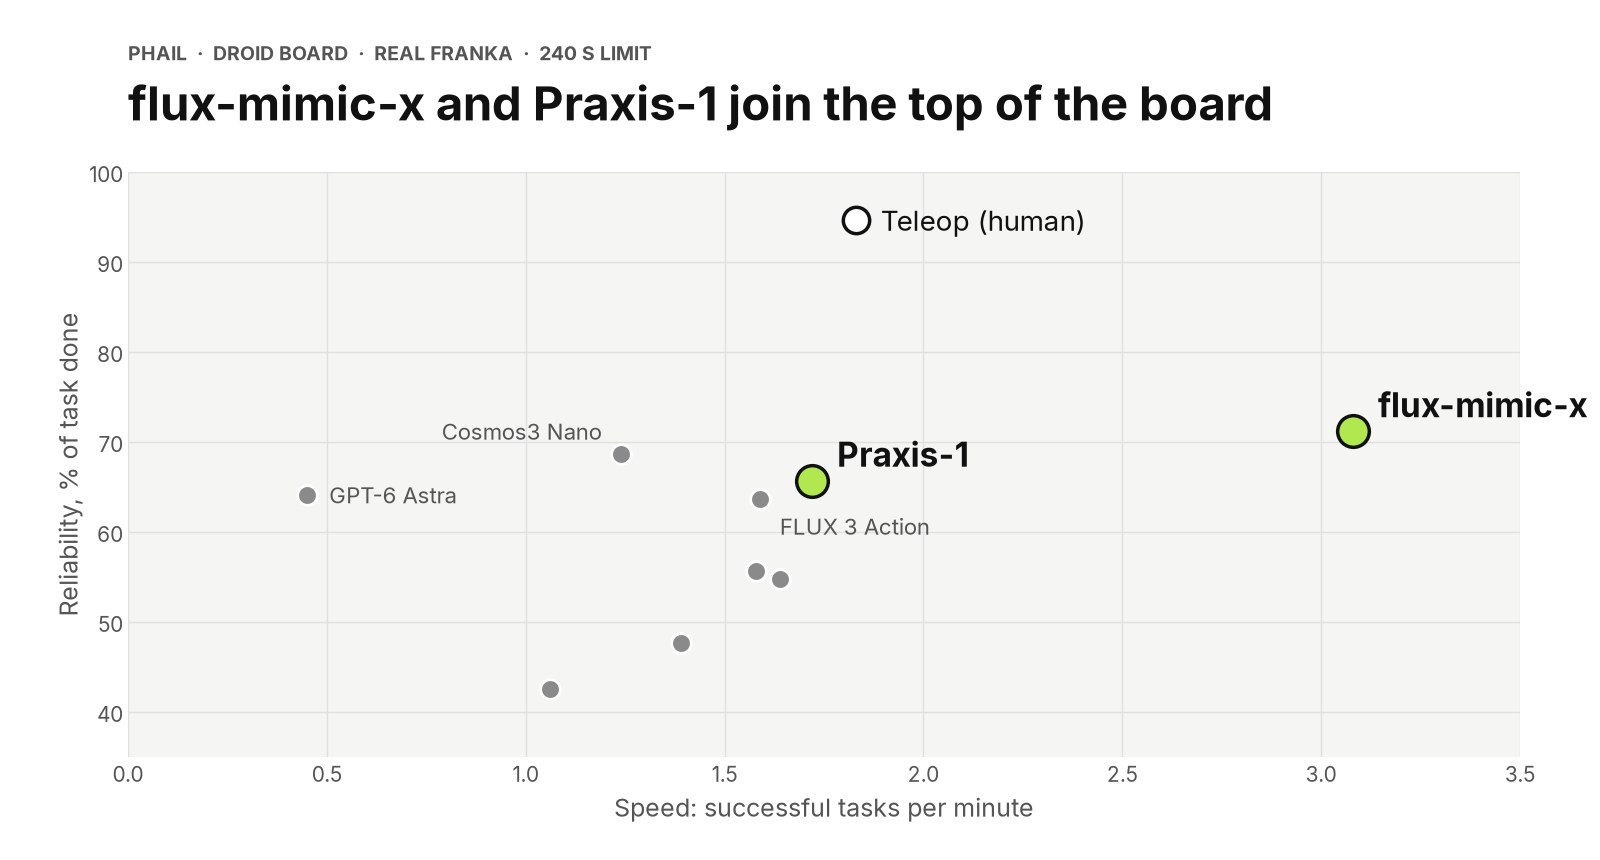 PHAIL · DROID BOARD · REAL FRANKA · 240 S LIMIT
flux-mimic-x and Praxis-1 join the top of the board
100
90
80
70
60
50
40
Reliability, % of task done
Teleop (human)
flux-mimic-x
Cosmos3 Nano
Praxis-1
GPT-6 Astra
FLUX 3 Action
0.0 0.5 1.0 1.5 2.0 2.5 3.0 3.5
Speed: successful tasks per minute